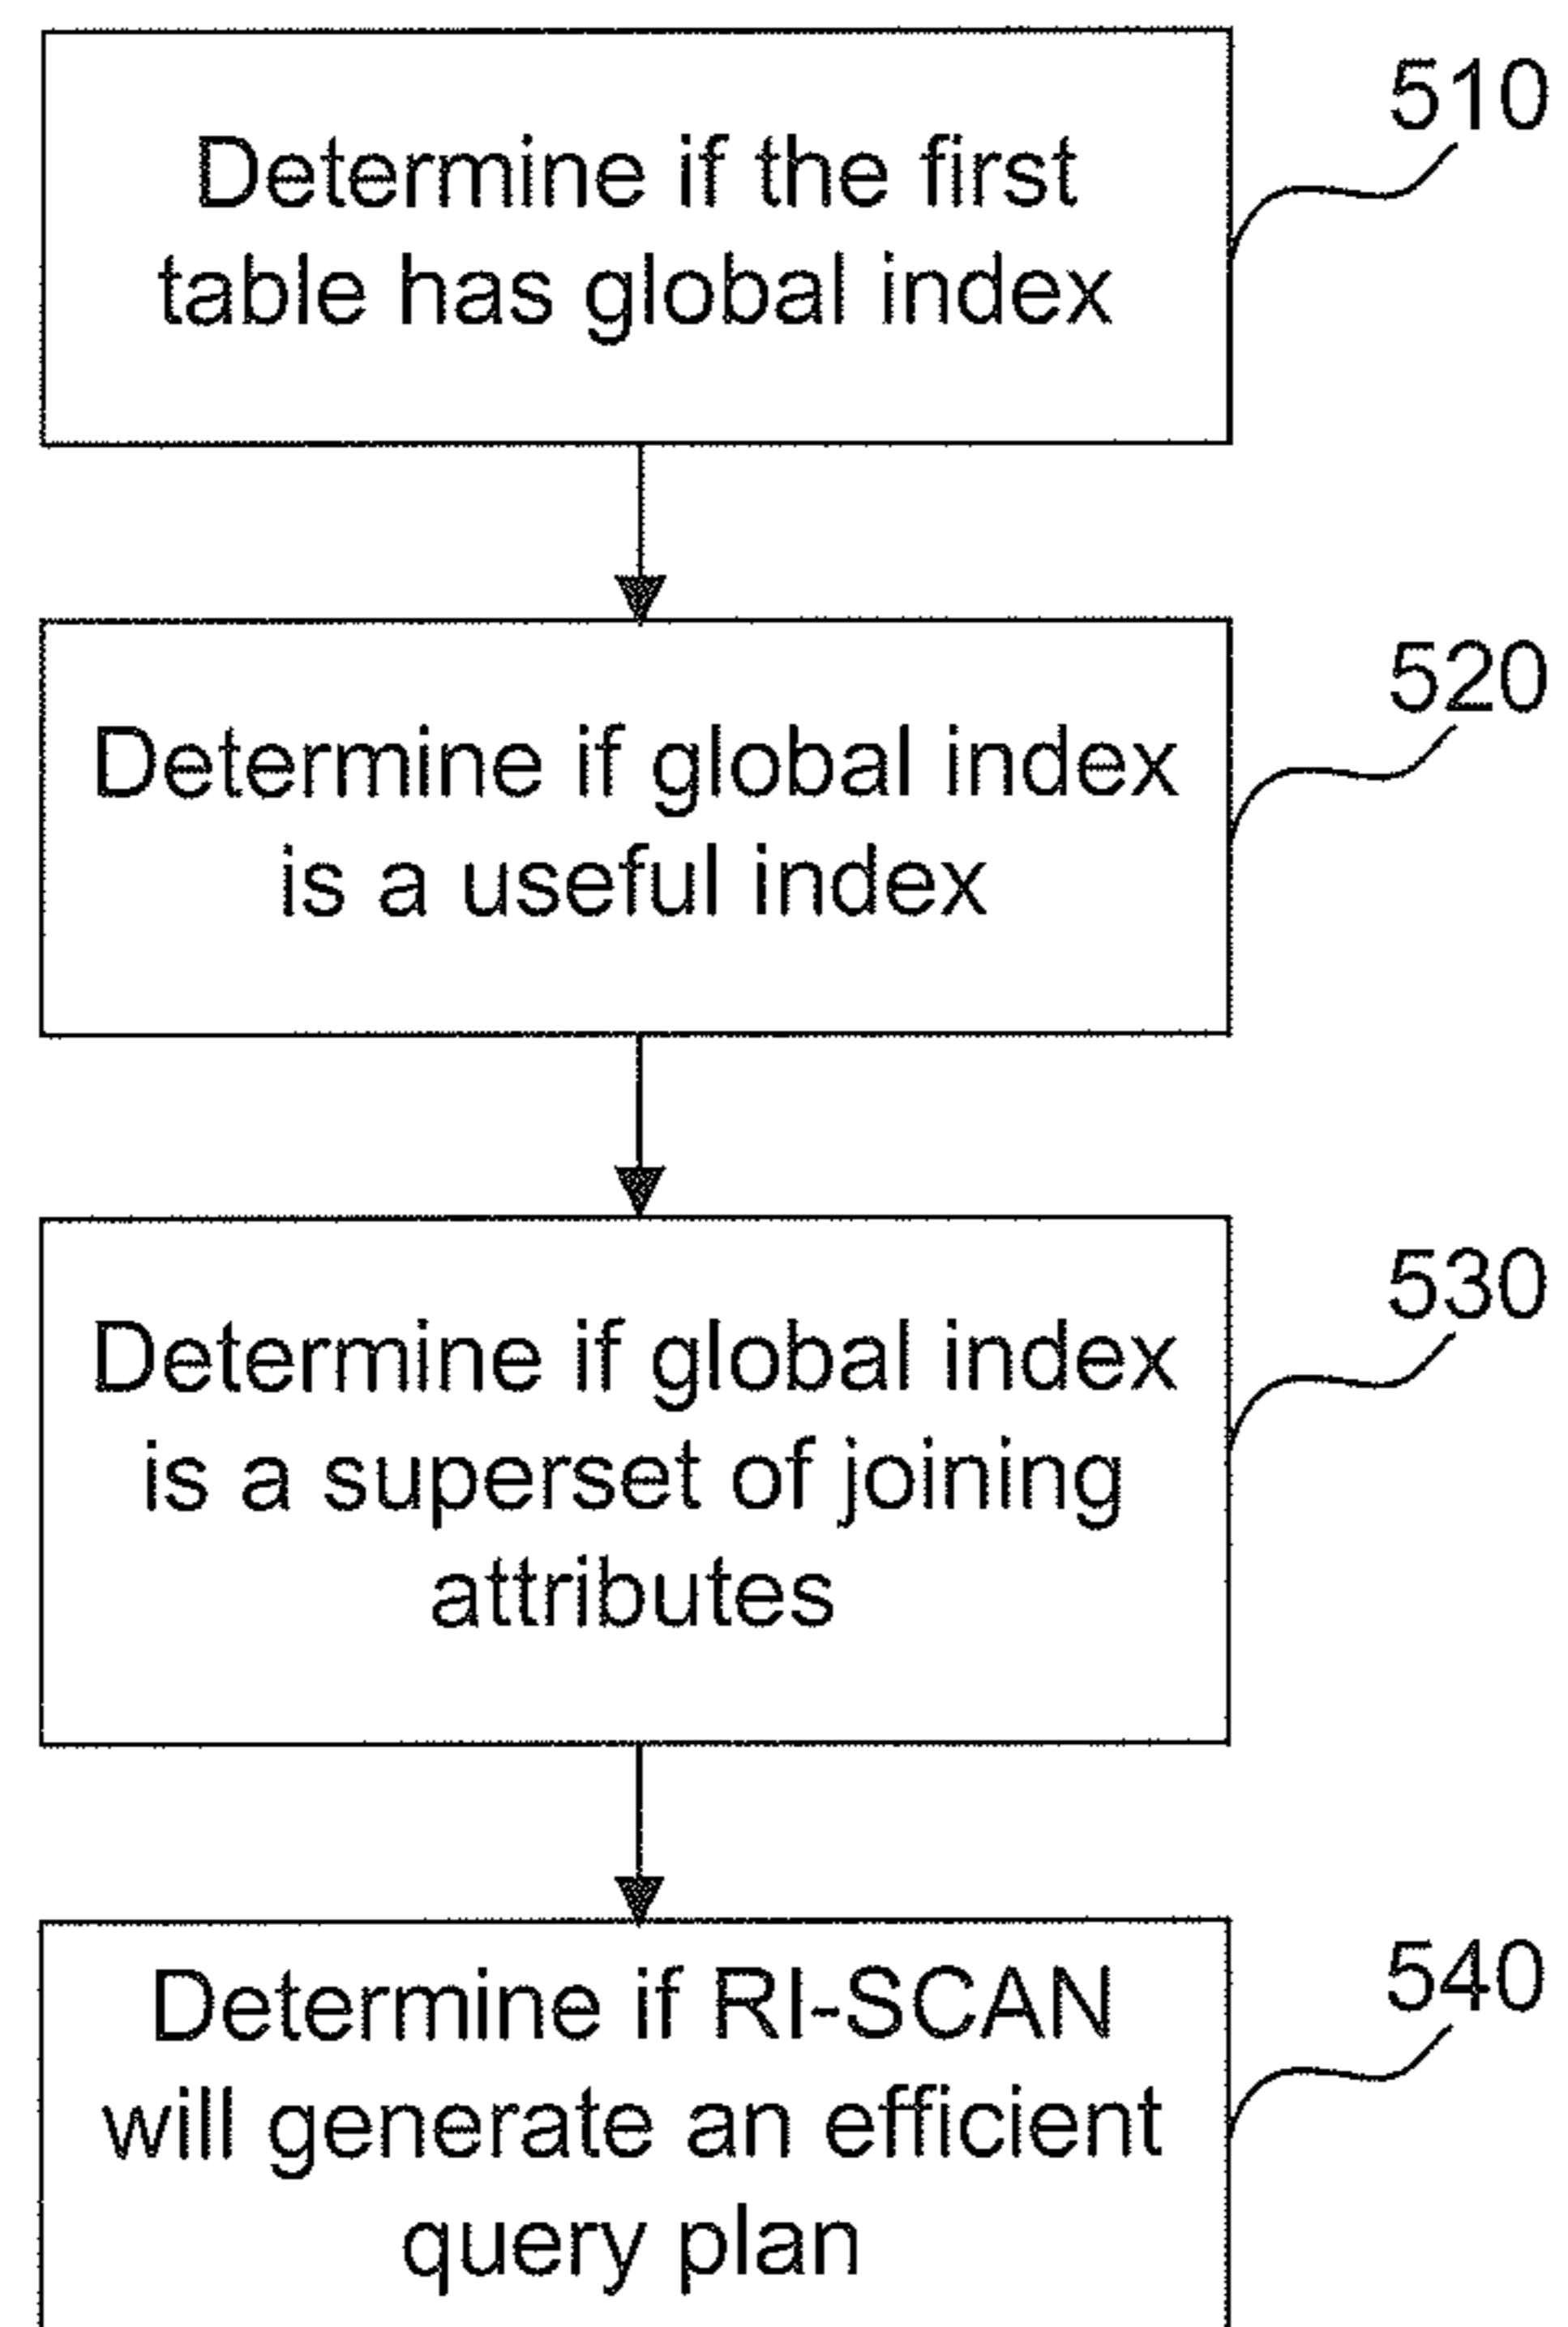 510
Determine if the first
table has global index
520
Determine if global index
is a useful index
530
Determine if global index
is a superset of joining
attributes
540
Determine if RI-SCAN
will generate an efficient
query plan